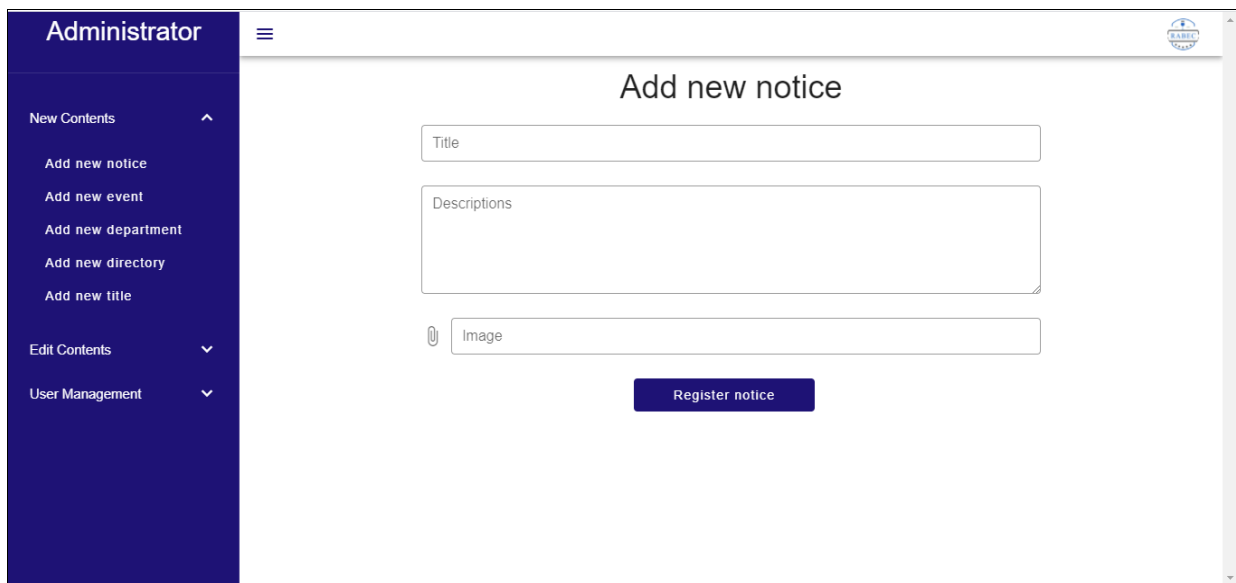 Administrator
RABEC
Add new notice
New Contents
Add new notice
Add new event
Add new department
Add new directory
Add new title
Edit Contents
User Management
Title
Descriptions
Image
Register notice